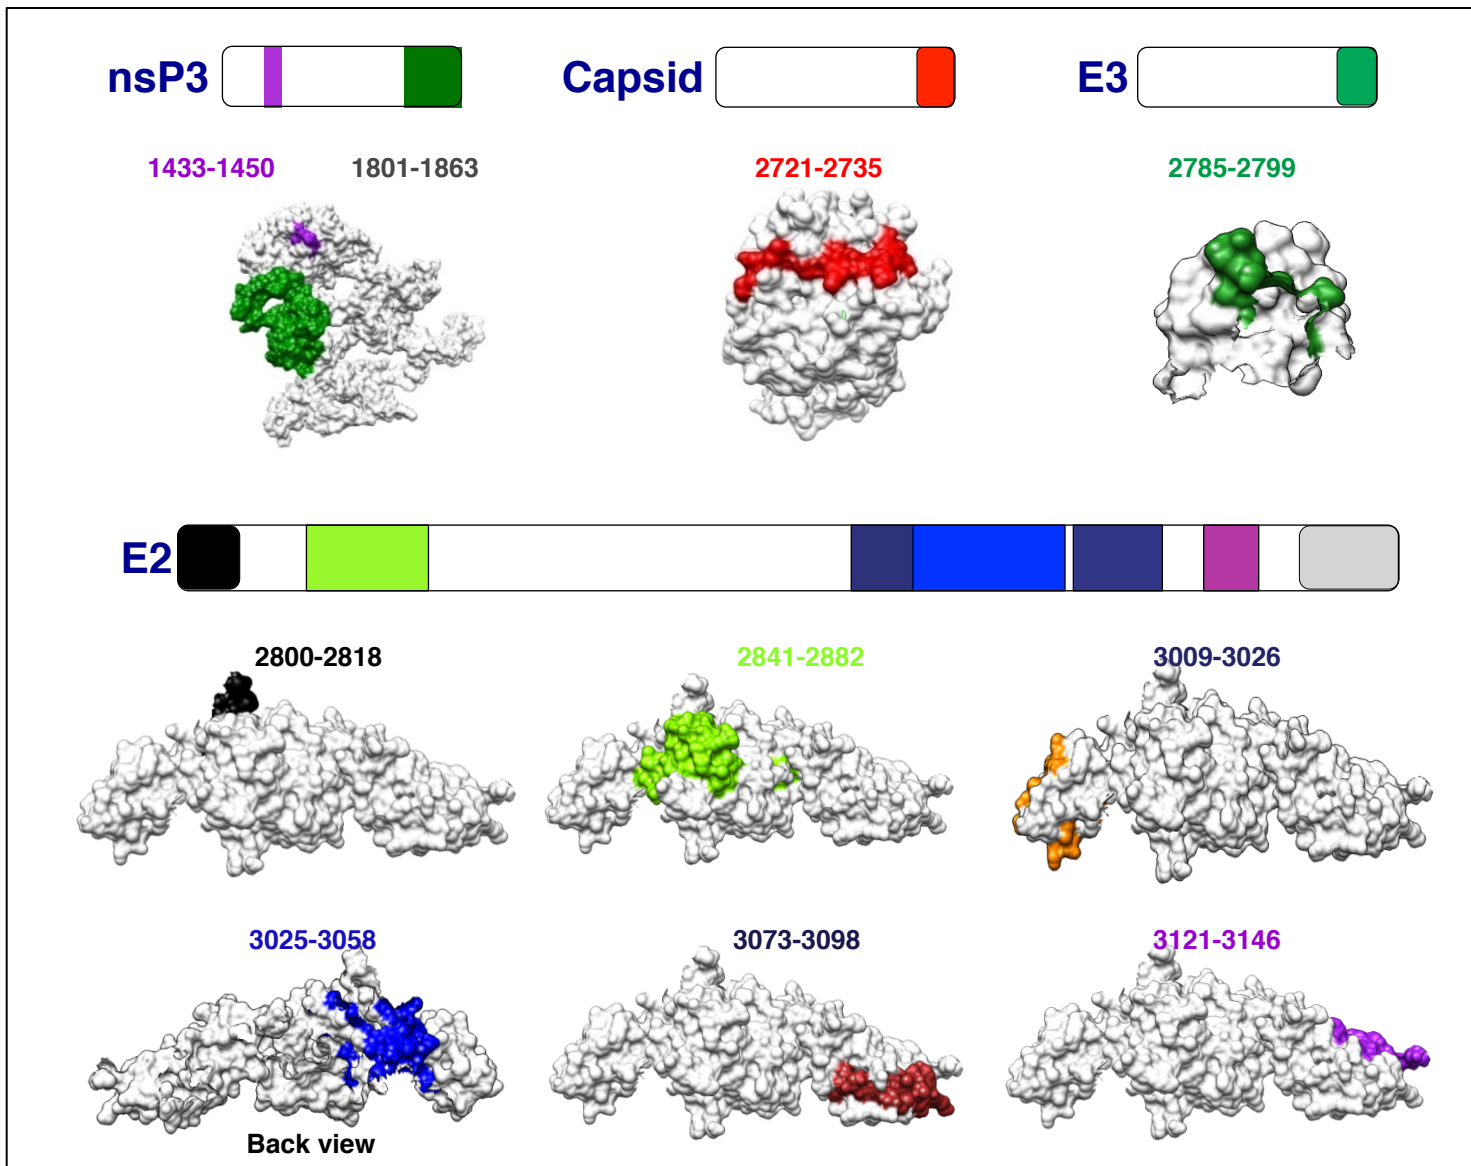 nsP3 Capsid E3
1433-1450 1801-1863 2721-2735 2785-2799
E2
2800-2818 2841-2882 3009-3026
3025-3058 3073-3098 3121-3146
Back view